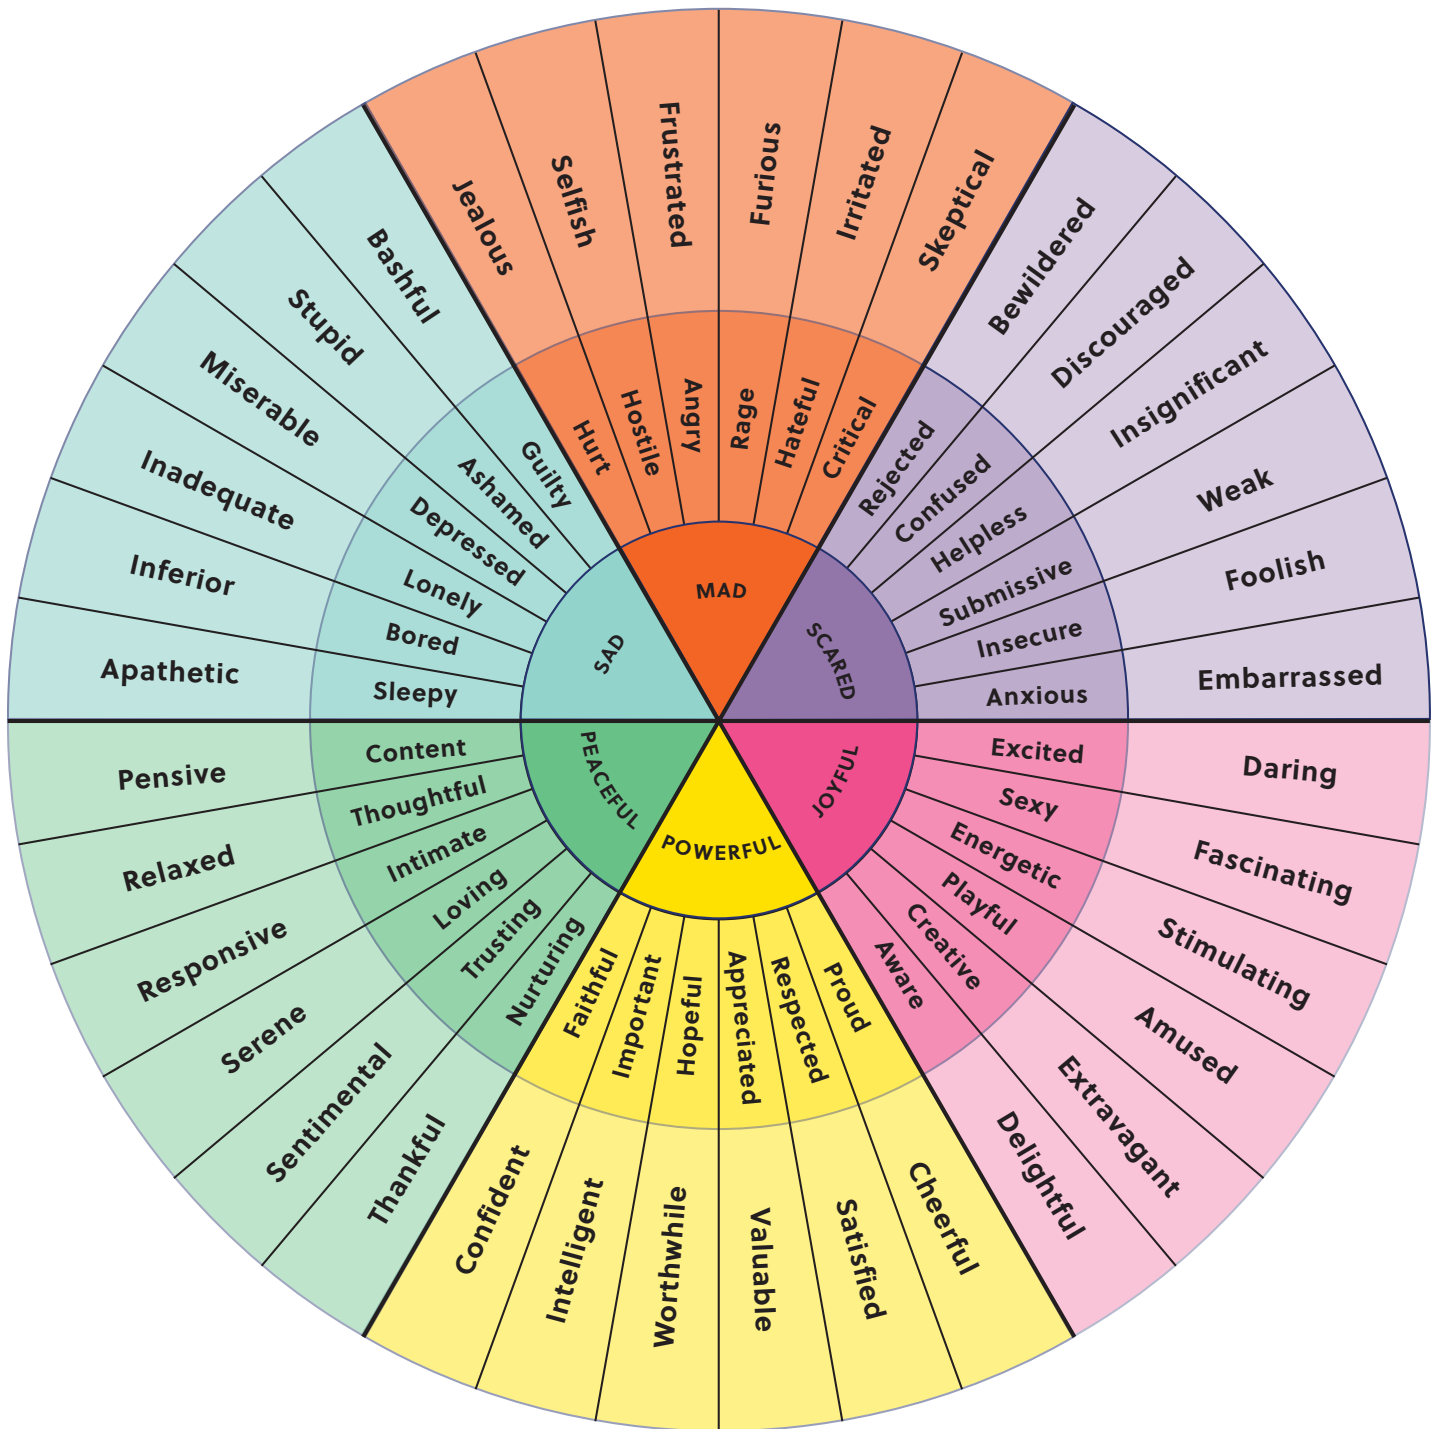 MAD
Hurt
Jealous
Hostile
Selfish
Angry
Frustrated
Rage
Furious
Hateful
Irritated
Critical
Skeptical
SCARED
Rejected
Bewildered
Confused
Discouraged
Helpless
Insignificant
Submissive
Weak
Insecure
Foolish
Anxious
Embarrassed
JOYFUL
Excited
Daring
Sexy
Fascinating
Energetic
Stimulating
Playful
Amused
Creative
Extravagant
Aware
Delightful
POWERFUL
Proud
Cheerful
Respected
Satisfied
Appreciated
Valuable
Hopeful
Worthwhile
Important
Intelligent
Faithful
Confident
PEACEFUL
Nurturing
Thankful
Trusting
Sentimental
Loving
Serene
Intimate
Responsive
Thoughtful
Relaxed
Content
Pensive
SAD
Sleepy
Apathetic
Bored
Inferior
Lonely
Inadequate
Depressed
Miserable
Ashamed
Stupid
Guilty
Bashful